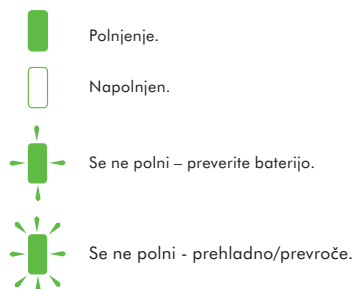 Polnjenje.
Napolnjen.
Se ne polni – preverite baterijo.
Se ne polni - prehladno/prevroče.